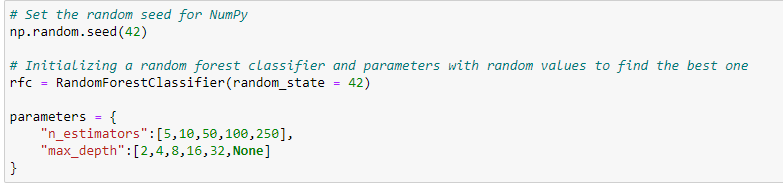 # Set the random seed for NumPy
np.random.seed(42)
# Initializing a random forest classifier and parameters with random values to find the best one
rfc = RandomForestClassifier(random_state = 42)
parameters = {
    "n_estimators":[5,10,50,100,250],
    "max_depth":[2,4,8,16,32,None]
}